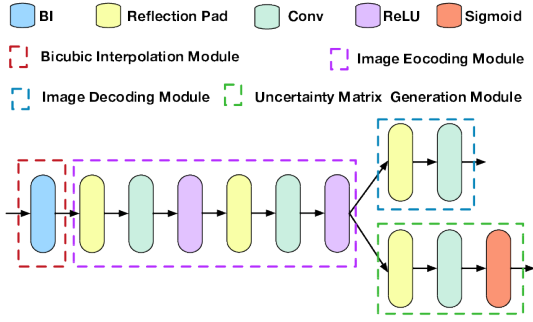 BI Reflection Pad Conv ReLU Sigmoid
Bicubic Interpolation Module Image Eocoding Module
Image Decoding Module Uncertainty Matrix Generation Module